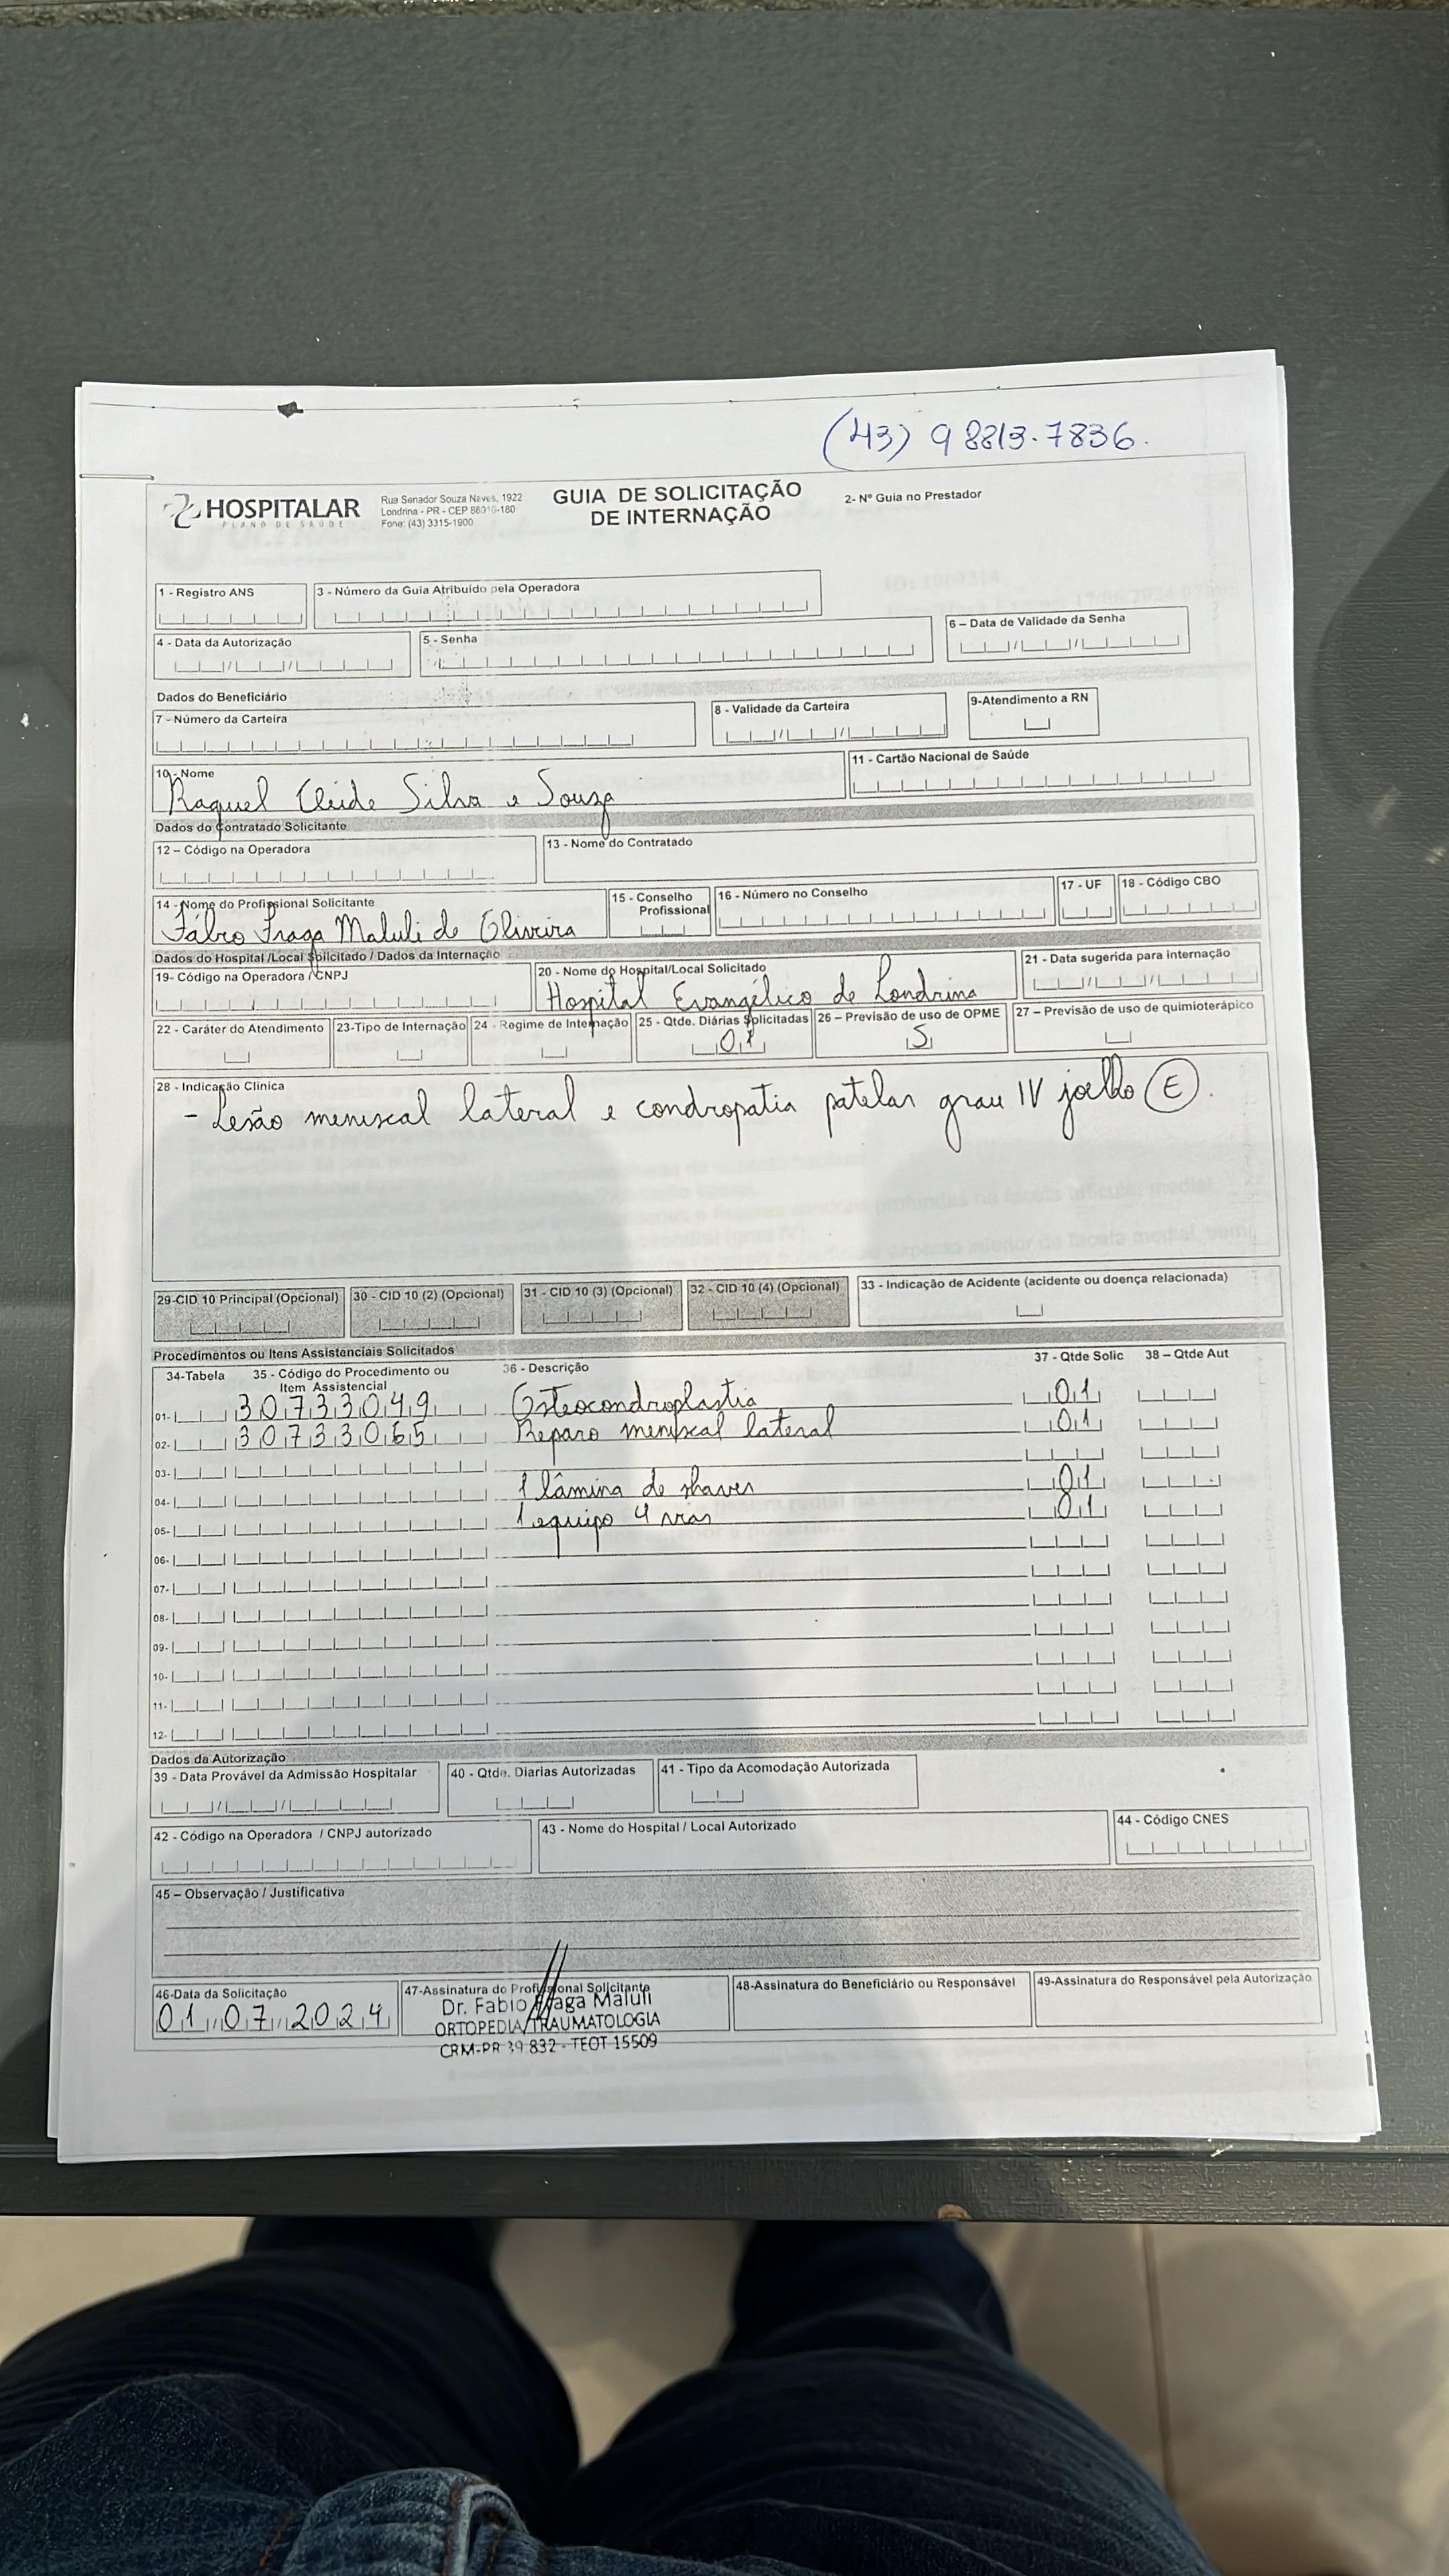 (43) 98813-7836.
HOSPITALAR
PLANO DE SAÚDE
Rua Senador Souza Naves, 1922
Londrina - PR - CEP 86010-180
Fone: (43) 3315-1900
GUIA DE SOLICITAÇÃO
DE INTERNAÇÃO
2- Nº Guia no Prestador
1 - Registro ANS
3 - Número da Guia Atribuido pela Operadora
4 - Data da Autorização
5 - Senha
6 – Data de Validade da Senha
Dados do Beneficiário
7 - Número da Carteira
8 - Validade da Carteira
9-Atendimento a RN
10 - Nome
Raquel Cleide Silva e Souza
11 - Cartão Nacional de Saúde
Dados do Contratado Solicitante
12 – Código na Operadora
13 - Nome do Contratado
14 - Nome do Profissional Solicitante
Fábio Fraga Maluli de Oliveira
15 - Conselho
Profissional
16 - Número no Conselho
17 - UF
18 - Código CBO
Dados do Hospital /Local Solicitado / Dados da Internação
19- Código na Operadora / CNPJ
20 - Nome do Hospital/Local Solicitado
Hospital Evangélico de Londrina
21 - Data sugerida para internação
22 - Caráter do Atendimento
23-Tipo de Internação
24 - Regime de Internação
25 - Qtde. Diárias Solicitadas
01
26 – Previsão de uso de OPME
S
27 – Previsão de uso de quimioterápico
28 - Indicação Clinica
- Lesão meniscal lateral e condropatia patelar grau IV joelho (E).
29-CID 10 Principal (Opcional)
30 - CID 10 (2) (Opcional)
31 - CID 10 (3) (Opcional)
32 - CID 10 (4) (Opcional)
33 - Indicação de Acidente (acidente ou doença relacionada)
Procedimentos ou Itens Assistenciais Solicitados
34-Tabela
35 - Código do Procedimento ou
Item Assistencial
36 - Descrição
37 - Qtde Solic
38 – Qtde Aut
01- 30733049 Osteocondroplastia 01
02- 30733065 Reparo meniscal lateral 01
03-
04- 1 lâmina de shaver 01
05- 1 equipo 4 vias 01
06-
07-
08-
09-
10-
11-
12-
Dados da Autorização
39 - Data Provável da Admissão Hospitalar
40 - Qtde. Diarias Autorizadas
41 - Tipo da Acomodação Autorizada
42 - Código na Operadora / CNPJ autorizado
43 - Nome do Hospital / Local Autorizado
44 - Código CNES
45 – Observação / Justificativa
46-Data da Solicitação
01 07 2024
47-Assinatura do Profissional Solicitante
Dr. Fabio Fraga Maluli
ORTOPEDIA/TRAUMATOLOGIA
CRM-PR 39 832 - TEOT 15509
48-Assinatura do Beneficiário ou Responsável
49-Assinatura do Responsável pela Autorização